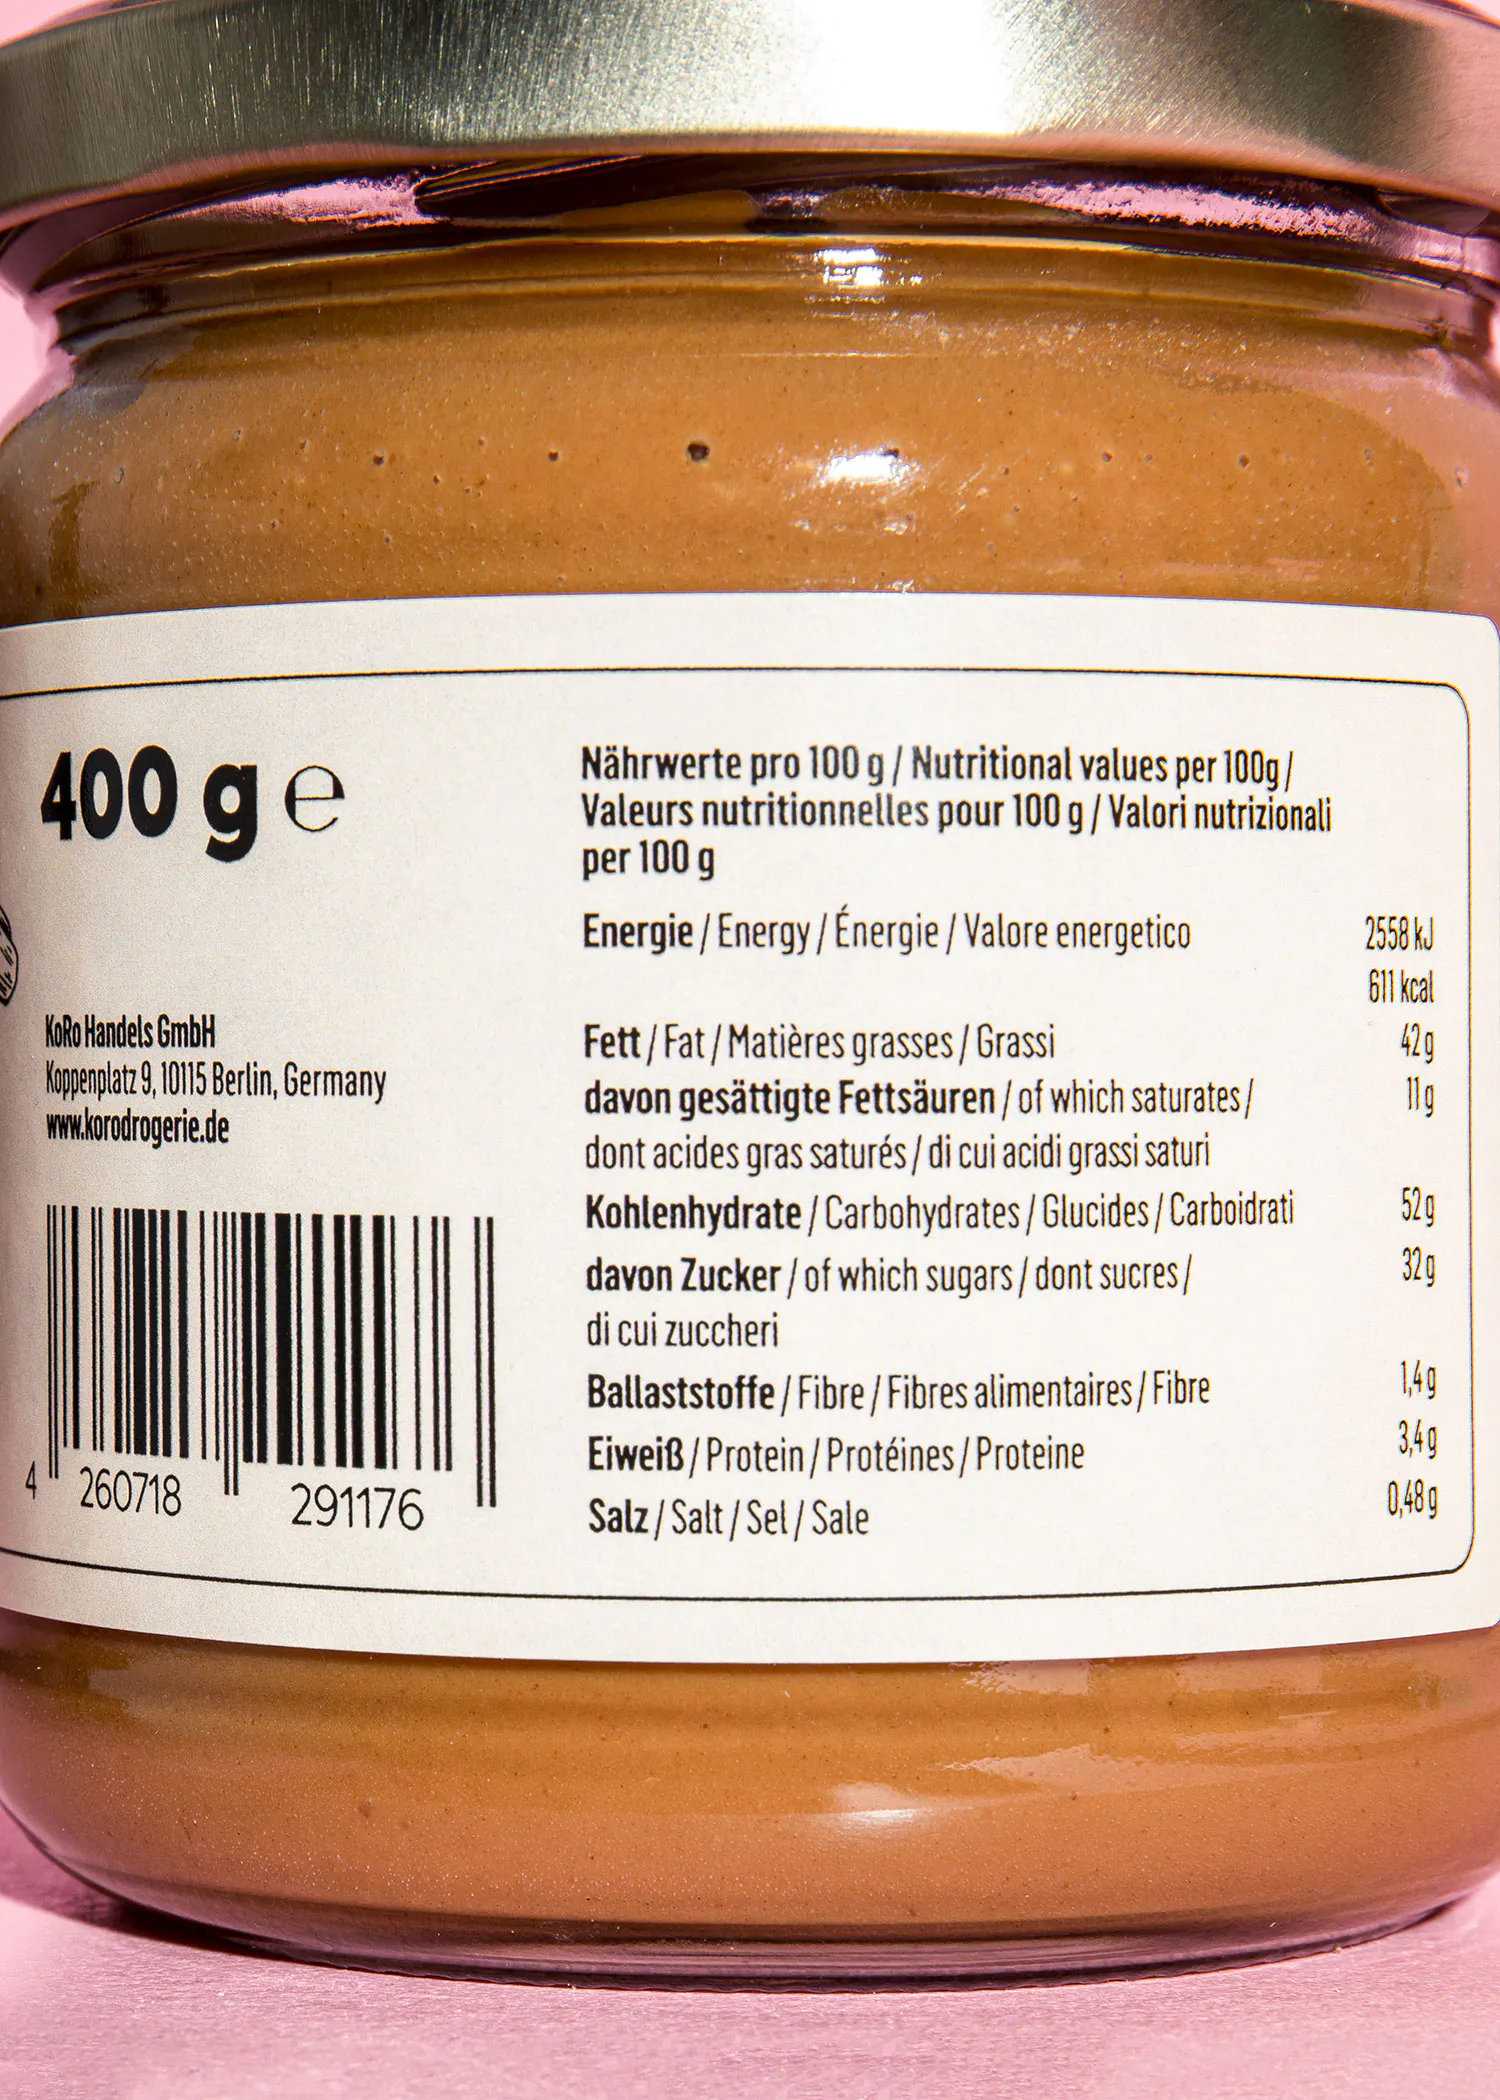 400 g ℮
KoRo Handels GmbH
Koppenplatz 9, 10115 Berlin, Germany
www.korodrogerie.de
4 260718 291176
Nährwerte pro 100 g / Nutritional values per 100g /
Valeurs nutritionnelles pour 100 g / Valori nutrizionali
per 100 g
Energie / Energy / Énergie / Valore energetico 2558 kJ
611 kcal
Fett / Fat / Matières grasses / Grassi 42 g
davon gesättigte Fettsäuren / of which saturates / 11 g
dont acides gras saturés / di cui acidi grassi saturi
Kohlenhydrate / Carbohydrates / Glucides / Carboidrati 52 g
davon Zucker / of which sugars / dont sucres / 32 g
di cui zuccheri
Ballaststoffe / Fibre / Fibres alimentaires / Fibre 1,4 g
Eiweiß / Protein / Protéines / Proteine 3,4 g
Salz / Salt / Sel / Sale 0,48 g